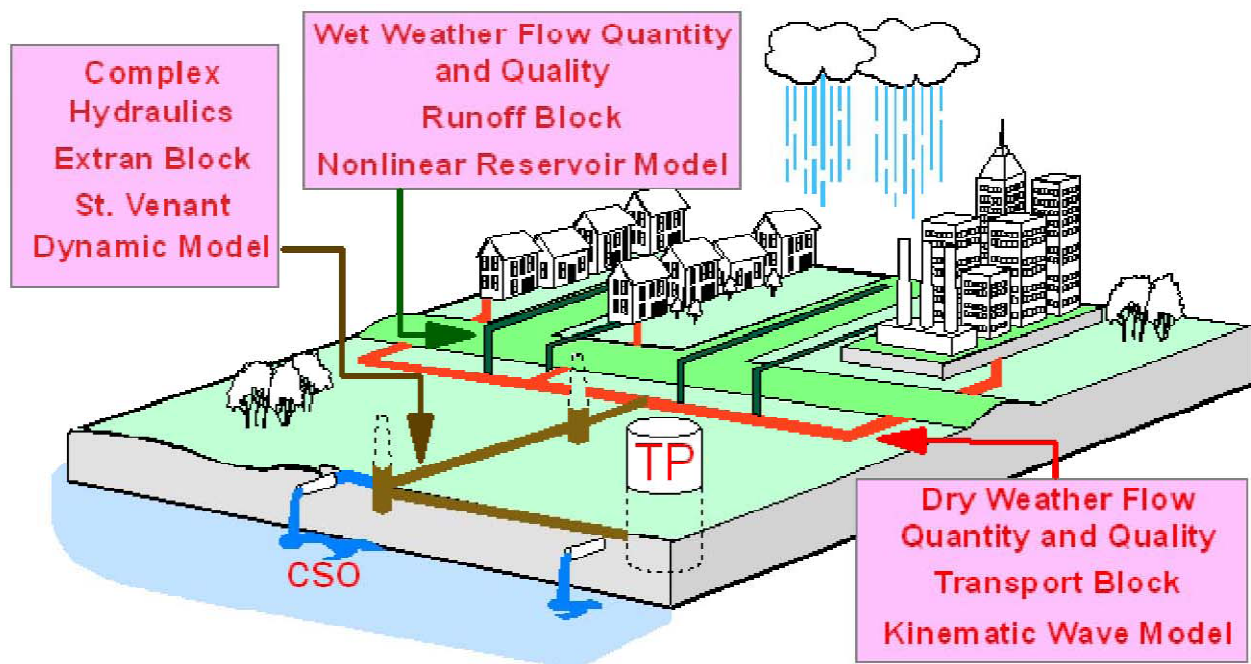 Complex
Hydraulics
Extran Block
St. Venant
Dynamic Model
Wet Weather Flow Quantity
and Quality
Runoff Block
Nonlinear Reservoir Model
TP
CSO
Dry Weather Flow
Quantity and Quality
Transport Block
Kinematic Wave Model